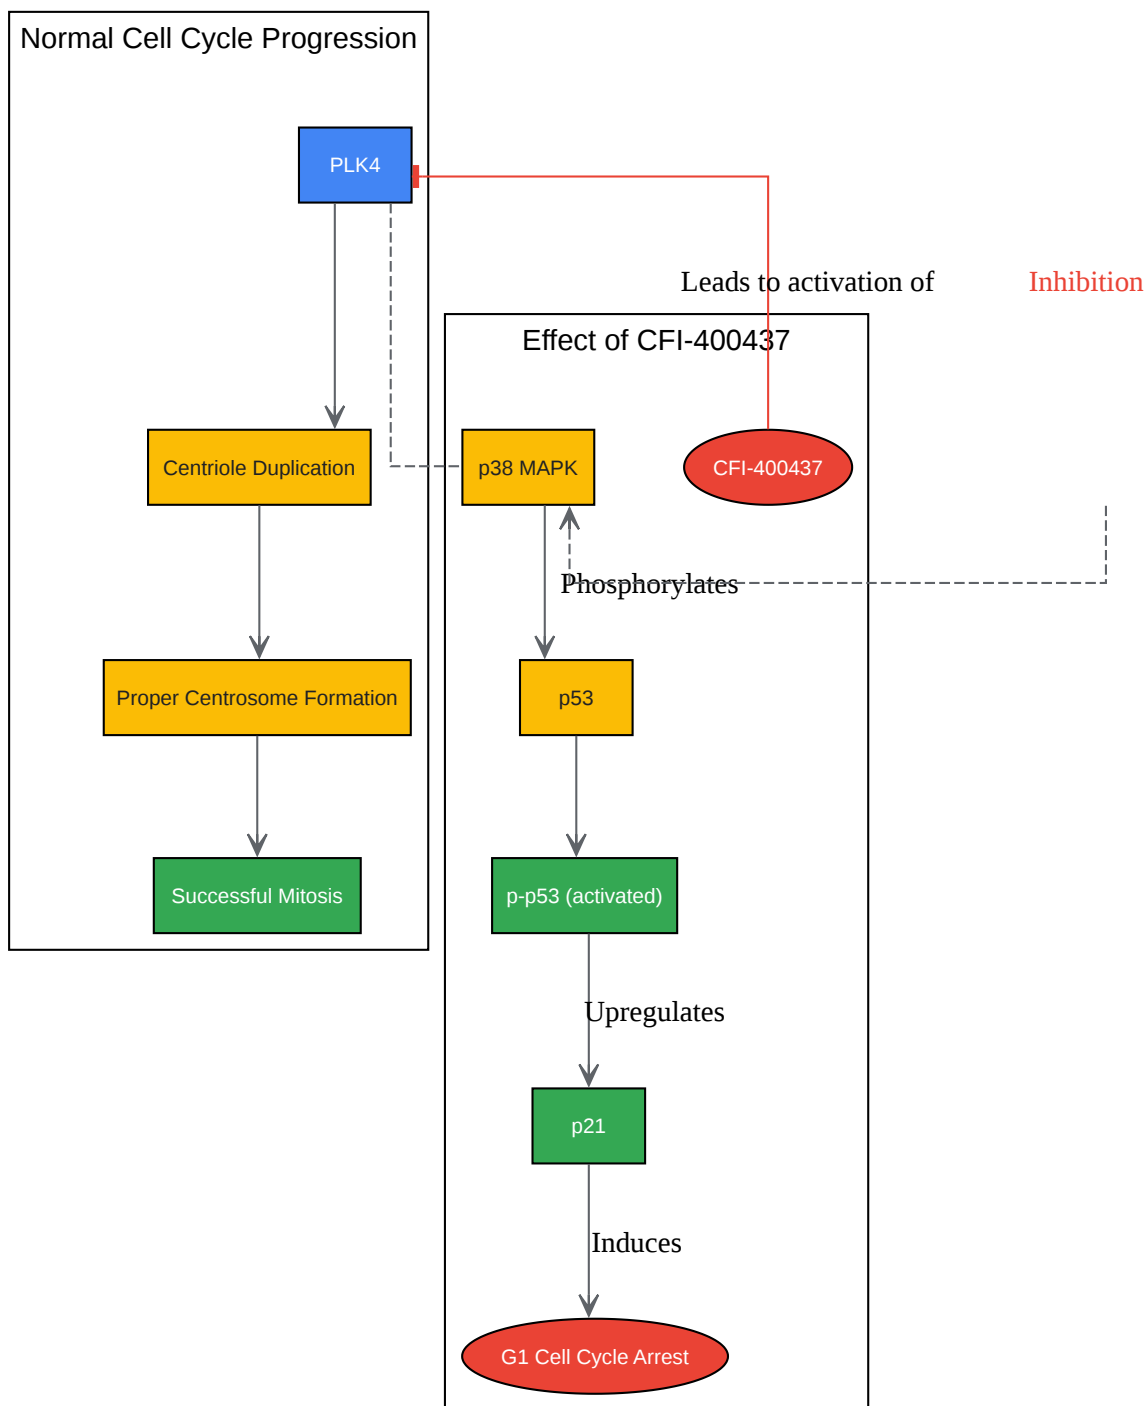 Normal Cell Cycle Progression
PLK4
Leads to activation of
Inhibition
Effect of CFI-400437
Centriole Duplication
p38 MAPK
CFI-400437
Phosphorylates
Proper Centrosome Formation
p53
Successful Mitosis
p-p53 (activated)
Upregulates
p21
Induces
G1 Cell Cycle Arrest